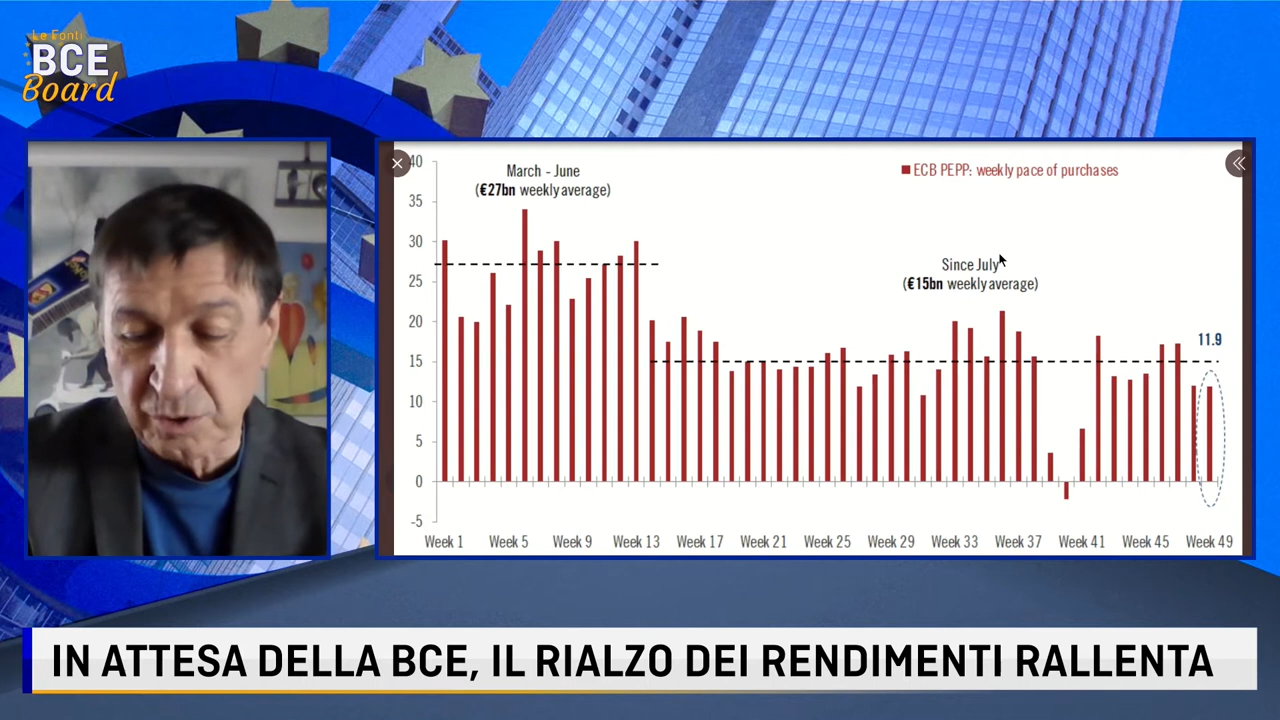 Le Fonti
BCE
Board
40
35
30
25
20
15
10
5
0
-5
March - June
(€27bn weekly average)
ECB PEPP: weekly pace of purchases
Since July
(€15bn weekly average)
11.9
Week 1 Week 5 Week 9 Week 13 Week 17 Week 21 Week 25 Week 29 Week 33 Week 37 Week 41 Week 45 Week 49
IN ATTESA DELLA BCE, IL RIALZO DEI RENDIMENTI RALLENTA